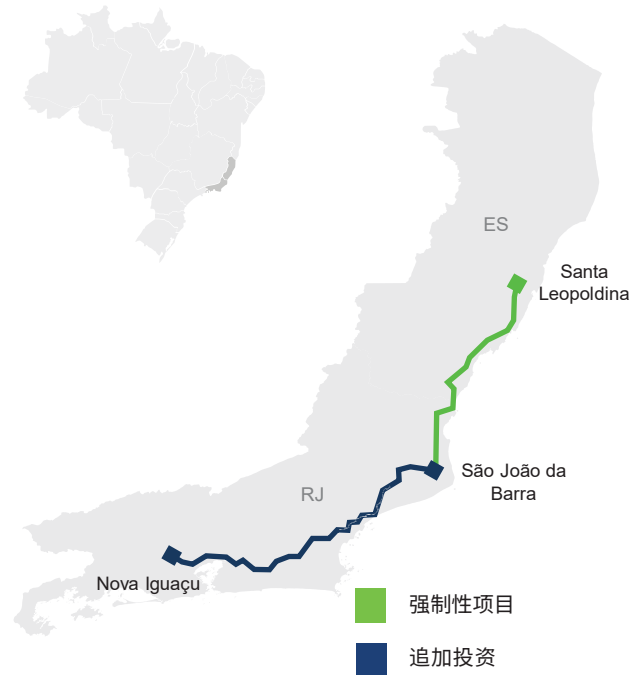 ES
Santa
Leopoldina
São João da
Barra
RJ
Nova Iguaçu
强制性项目
追加投资